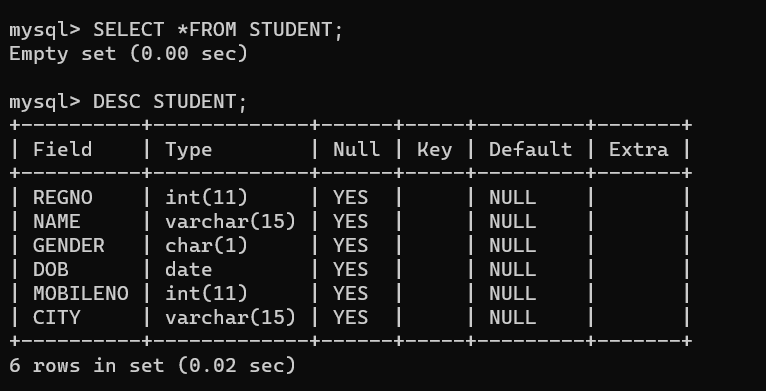 mysql> SELECT *FROM STUDENT;
Empty set (0.00 sec)
mysql> DESC STUDENT;
+----------+-------------+------+-----+---------+-------+
| Field    | Type        | Null | Key | Default | Extra |
+----------+-------------+------+-----+---------+-------+
| REGNO    | int(11)     | YES  |     | NULL    |       |
| NAME     | varchar(15) | YES  |     | NULL    |       |
| GENDER   | char(1)     | YES  |     | NULL    |       |
| DOB      | date        | YES  |     | NULL    |       |
| MOBILENO | int(11)     | YES  |     | NULL    |       |
| CITY     | varchar(15) | YES  |     | NULL    |       |
+----------+-------------+------+-----+---------+-------+
6 rows in set (0.02 sec)